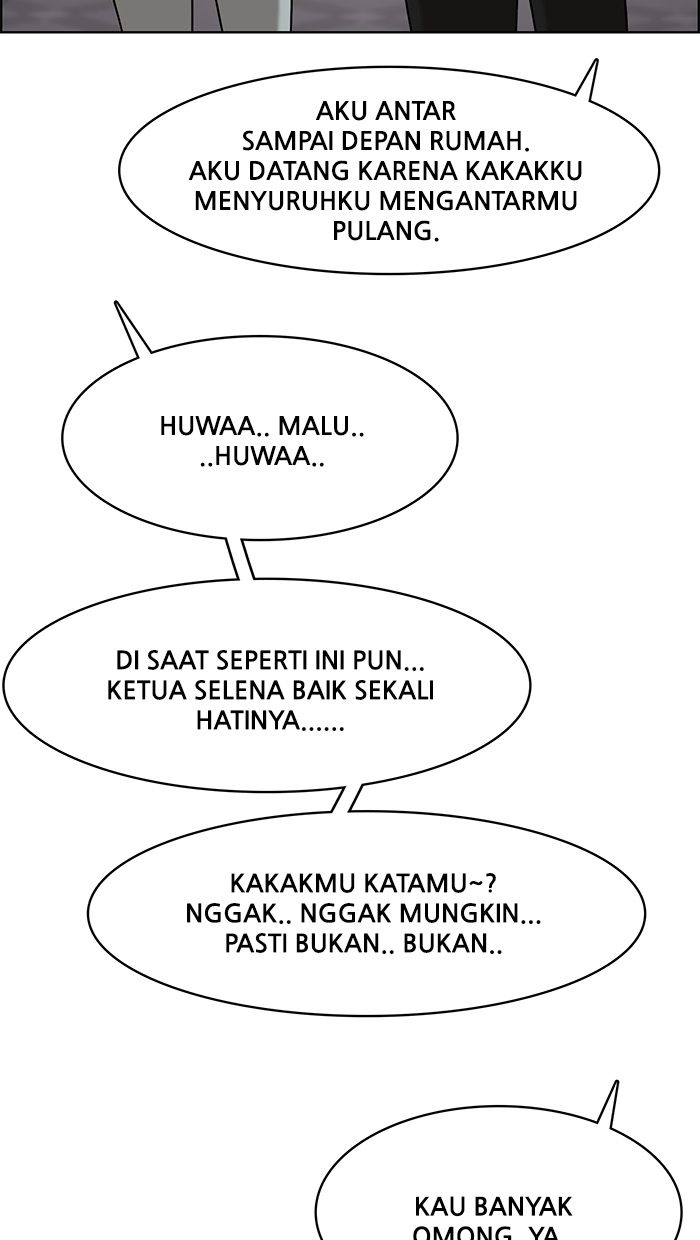 AKU ANTAR
SAMPAI DEPAN RUMAH.
AKU DATANG KARENA KAKAKKU
MENYURUHKU MENGANTARMU
PULANG.
HUWAA.. MALU..
..HUWAA..
DI SAAT SEPERTI INI PUN...
KETUA SELENA BAIK SEKALI
HATINYA......
KAKAKMU KATAMU~?
NGGAK.. NGGAK MUNGKIN...
PASTI BUKAN.. BUKAN..
KAU BANYAK
OMONG, YA